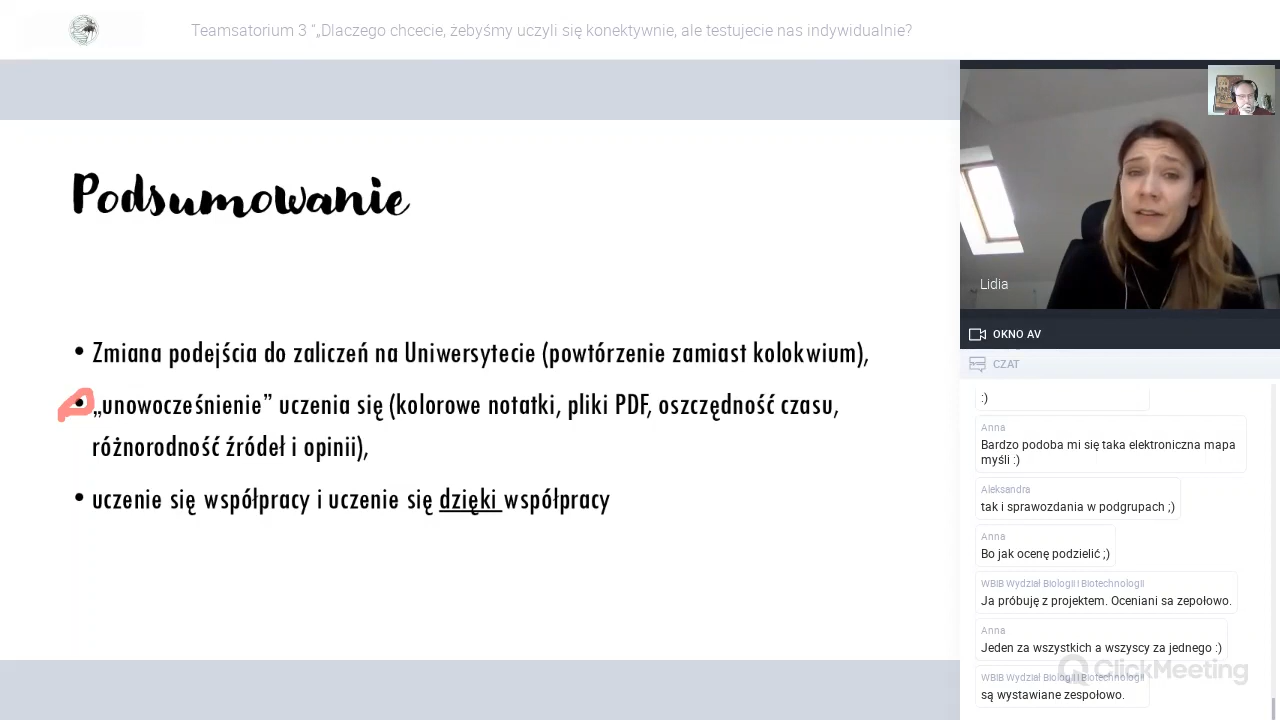 Teamsatorium 3 “„Dlaczego chcecie, żebyśmy uczyli się konektywnie, ale testujecie nas indywidualnie?
Podsumowanie
• Zmiana podejścia do zaliczeń na Uniwersytecie (powtórzenie zamiast kolokwium),
• „unowocześnienie” uczenia się (kolorowe notatki, pliki PDF, oszczędność czasu,
różnorodność źródeł i opinii),
• uczenie się współpracy i uczenie się dzięki współpracy
Lidia
OKNO AV
CZAT
:)
Anna
Bardzo podoba mi się taka elektroniczna mapa
myśli :)
Aleksandra
tak i sprawozdania w podgrupach ;)
Anna
Bo jak ocenę podzielić ;)
WBIB Wydział Biologii i Biotechnologii
Ja próbuję z projektem. Oceniani sa zepołowo.
Anna
Jeden za wszystkich a wszyscy za jednego :)
WBIB Wydział Biologii i Biotechnologii
są wystawiane zespołowo.
ClickMeeting